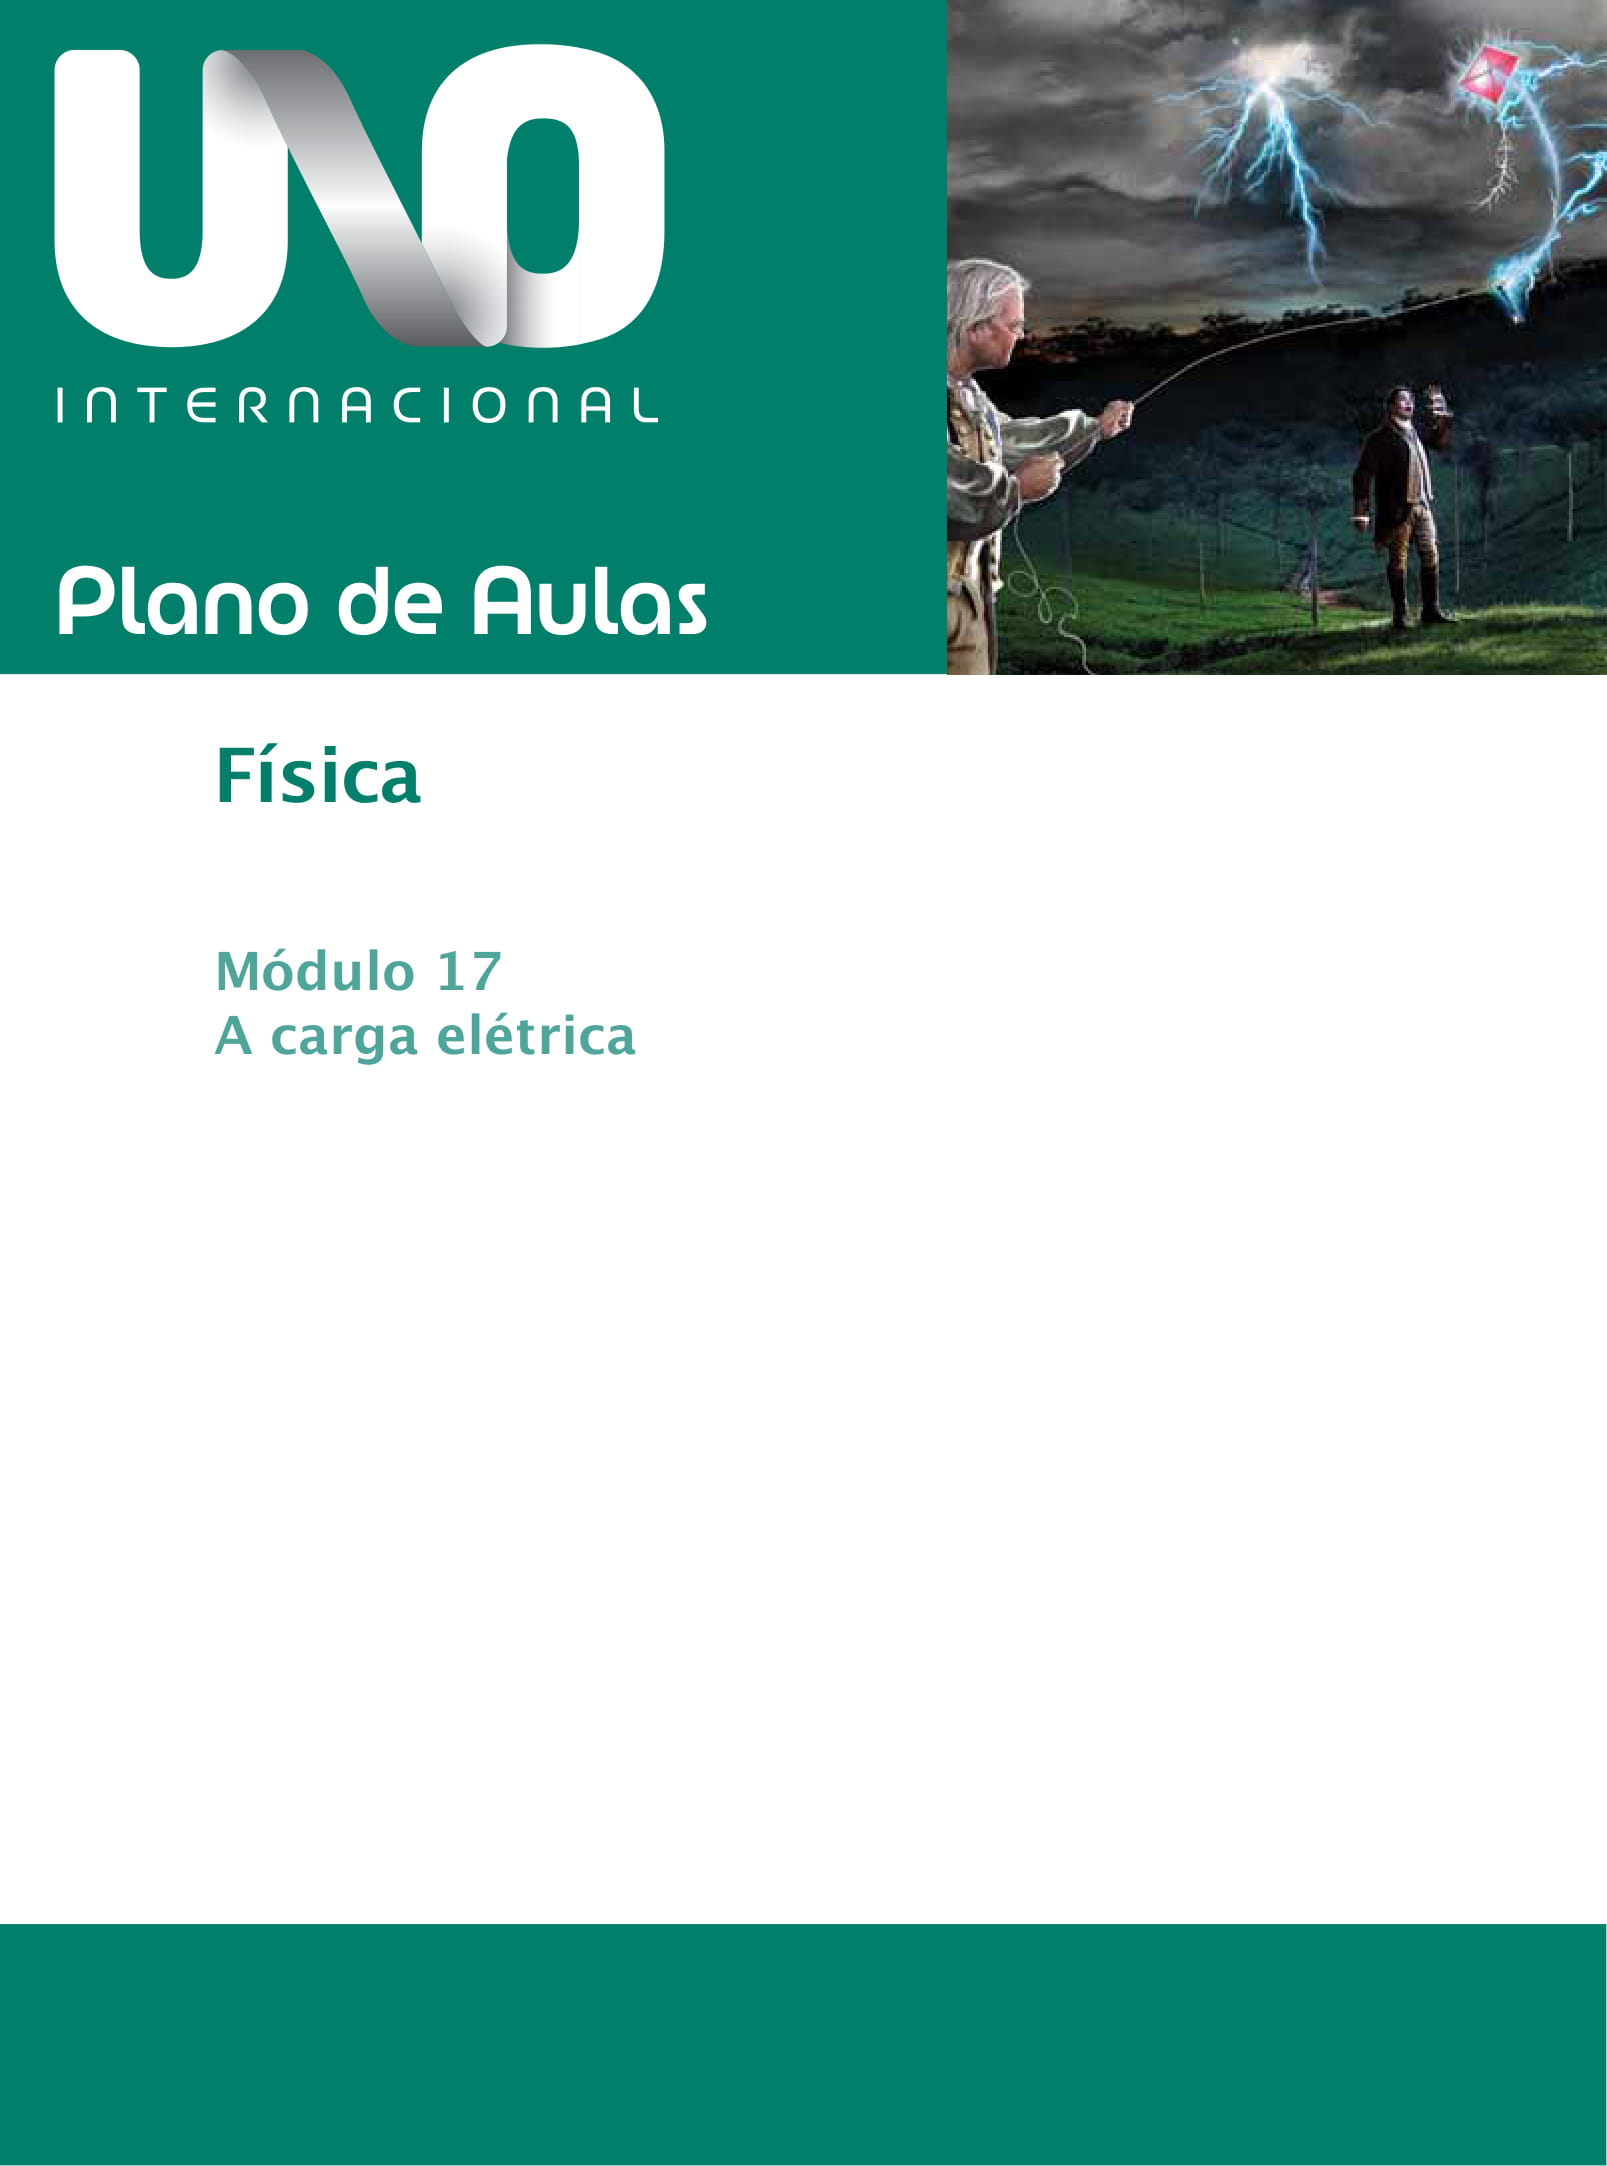 UNO
INTERNACIONAL
Plano de Aulas
Física
Módulo 17
A carga elétrica